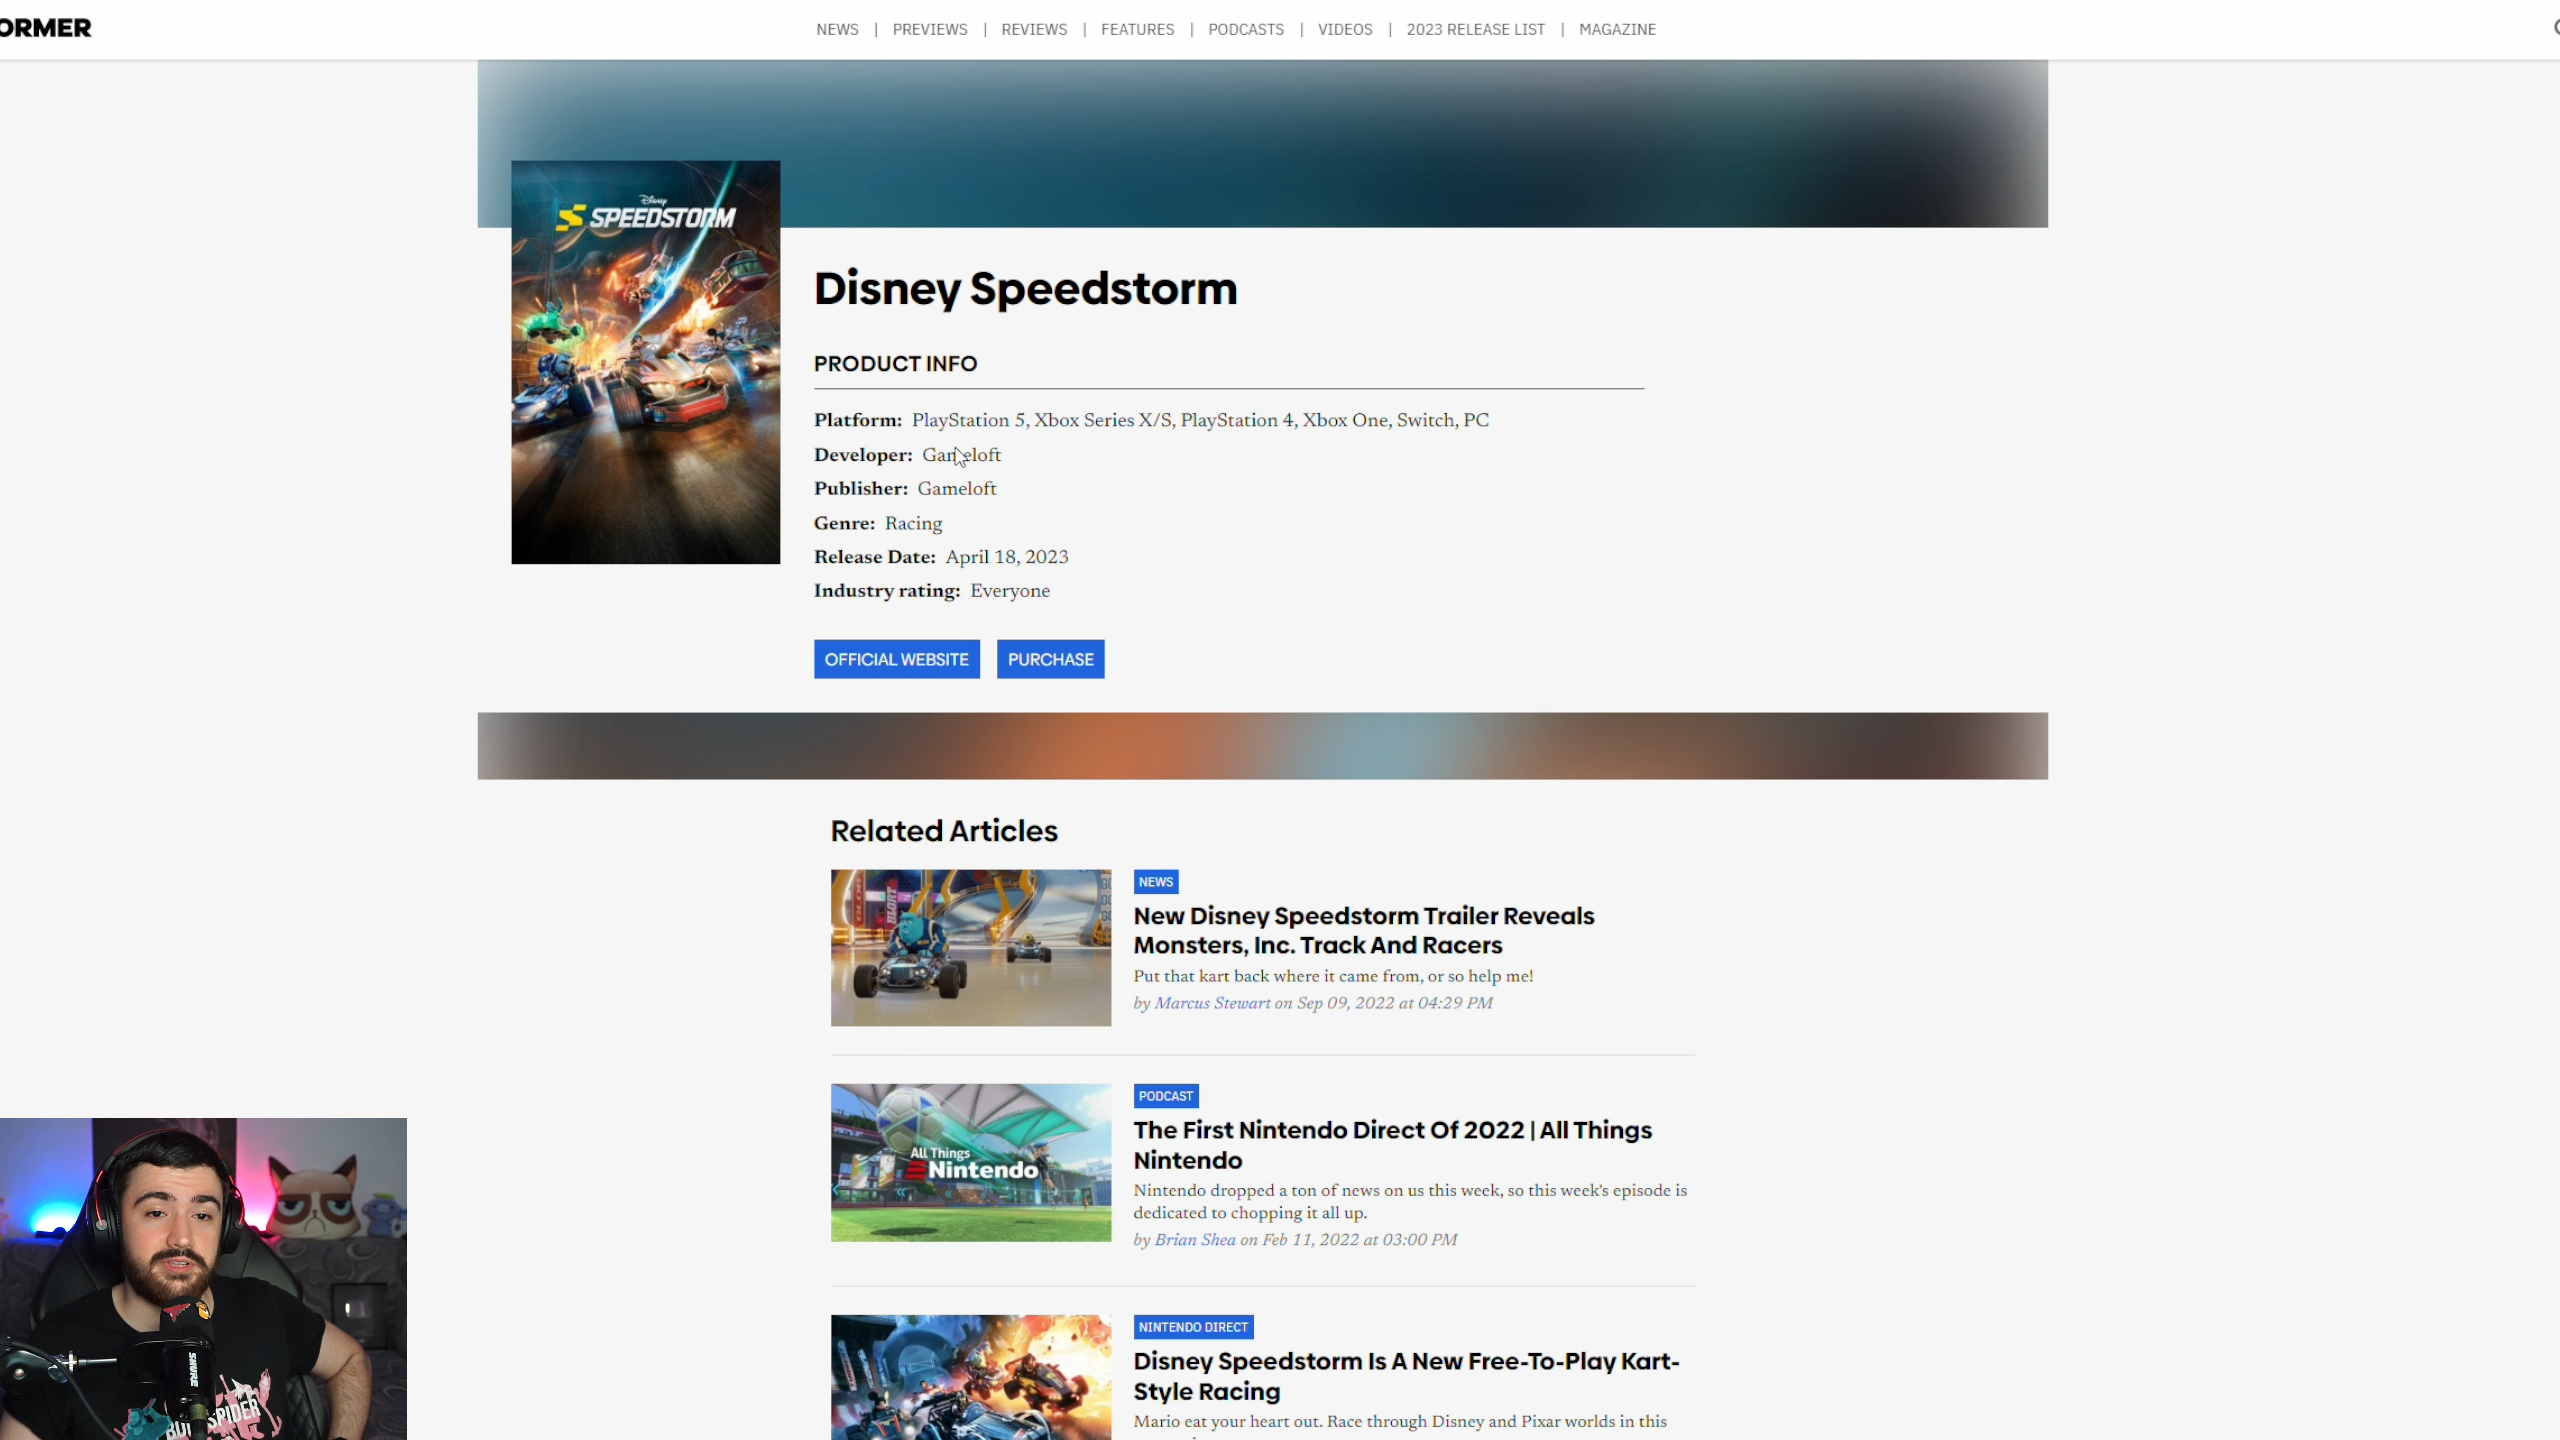 ORMER
NEWS | PREVIEWS | REVIEWS | FEATURES | PODCASTS | VIDEOS | 2023 RELEASE LIST | MAGAZINE
Disney
SPEEDSTORM
Disney Speedstorm
PRODUCT INFO
Platform: PlayStation 5, Xbox Series X/S, PlayStation 4, Xbox One, Switch, PC
Developer: Gameloft
Publisher: Gameloft
Genre: Racing
Release Date: April 18, 2023
Industry rating: Everyone
OFFICIAL WEBSITE PURCHASE
Related Articles
NEWS
New Disney Speedstorm Trailer Reveals
Monsters, Inc. Track And Racers
Put that kart back where it came from, or so help me!
by Marcus Stewart on Sep 09, 2022 at 04:29 PM
All Things
Nintendo
PODCAST
The First Nintendo Direct Of 2022 | All Things
Nintendo
Nintendo dropped a ton of news on us this week, so this week's episode is
dedicated to chopping it all up.
by Brian Shea on Feb 11, 2022 at 03:00 PM
NINTENDO DIRECT
Disney Speedstorm Is A New Free-To-Play Kart-
Style Racing
Mario eat your heart out. Race through Disney and Pixar worlds in this
SHURE
SPIDER